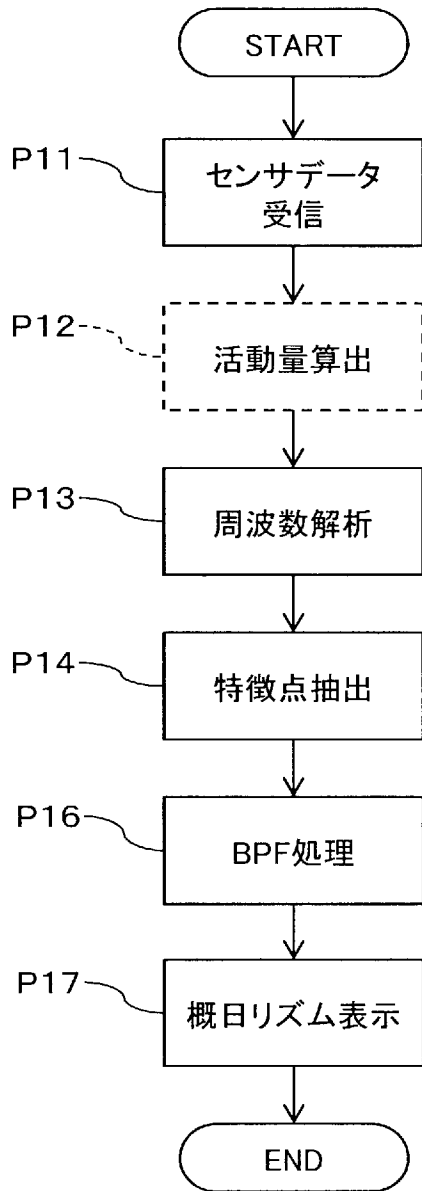 START
P11
センサデータ
受信
P12
活動量算出
P13
周波数解析
P14
特徴点抽出
P16
BPF処理
P17
概日リズム表示
END